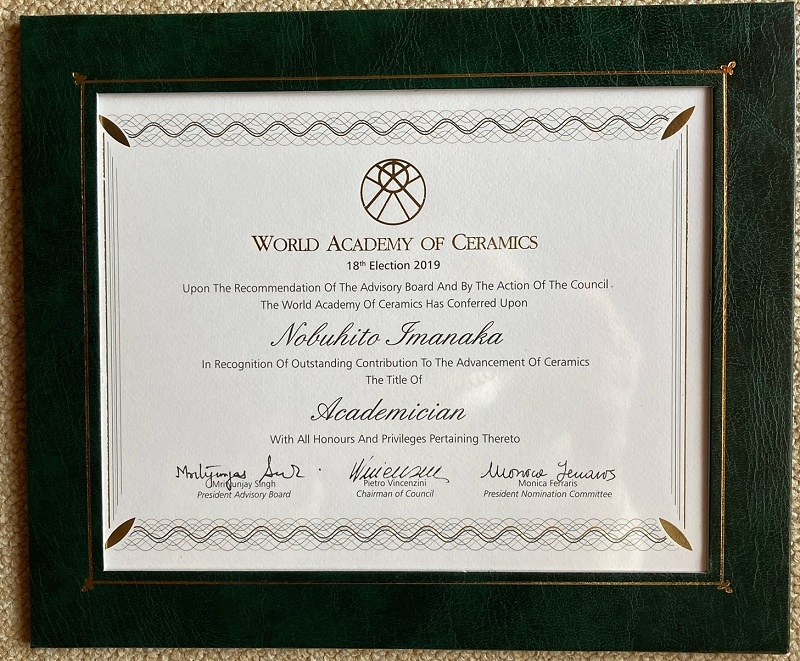 WORLD ACADEMY OF CERAMICS
18th Election 2019
Upon The Recommendation Of The Advisory Board And By The Action Of The Council
The World Academy Of Ceramics Has Conferred Upon
Nobuhito Imanaka
In Recognition Of Outstanding Contribution To The Advancement Of Ceramics
The Title Of
Academician
With All Honours And Privileges Pertaining Thereto
Mrityunjay Singh
President Advisory Board
Pietro Vincenzini
Chairman of Council
Monica Ferraris
President Nomination Committee